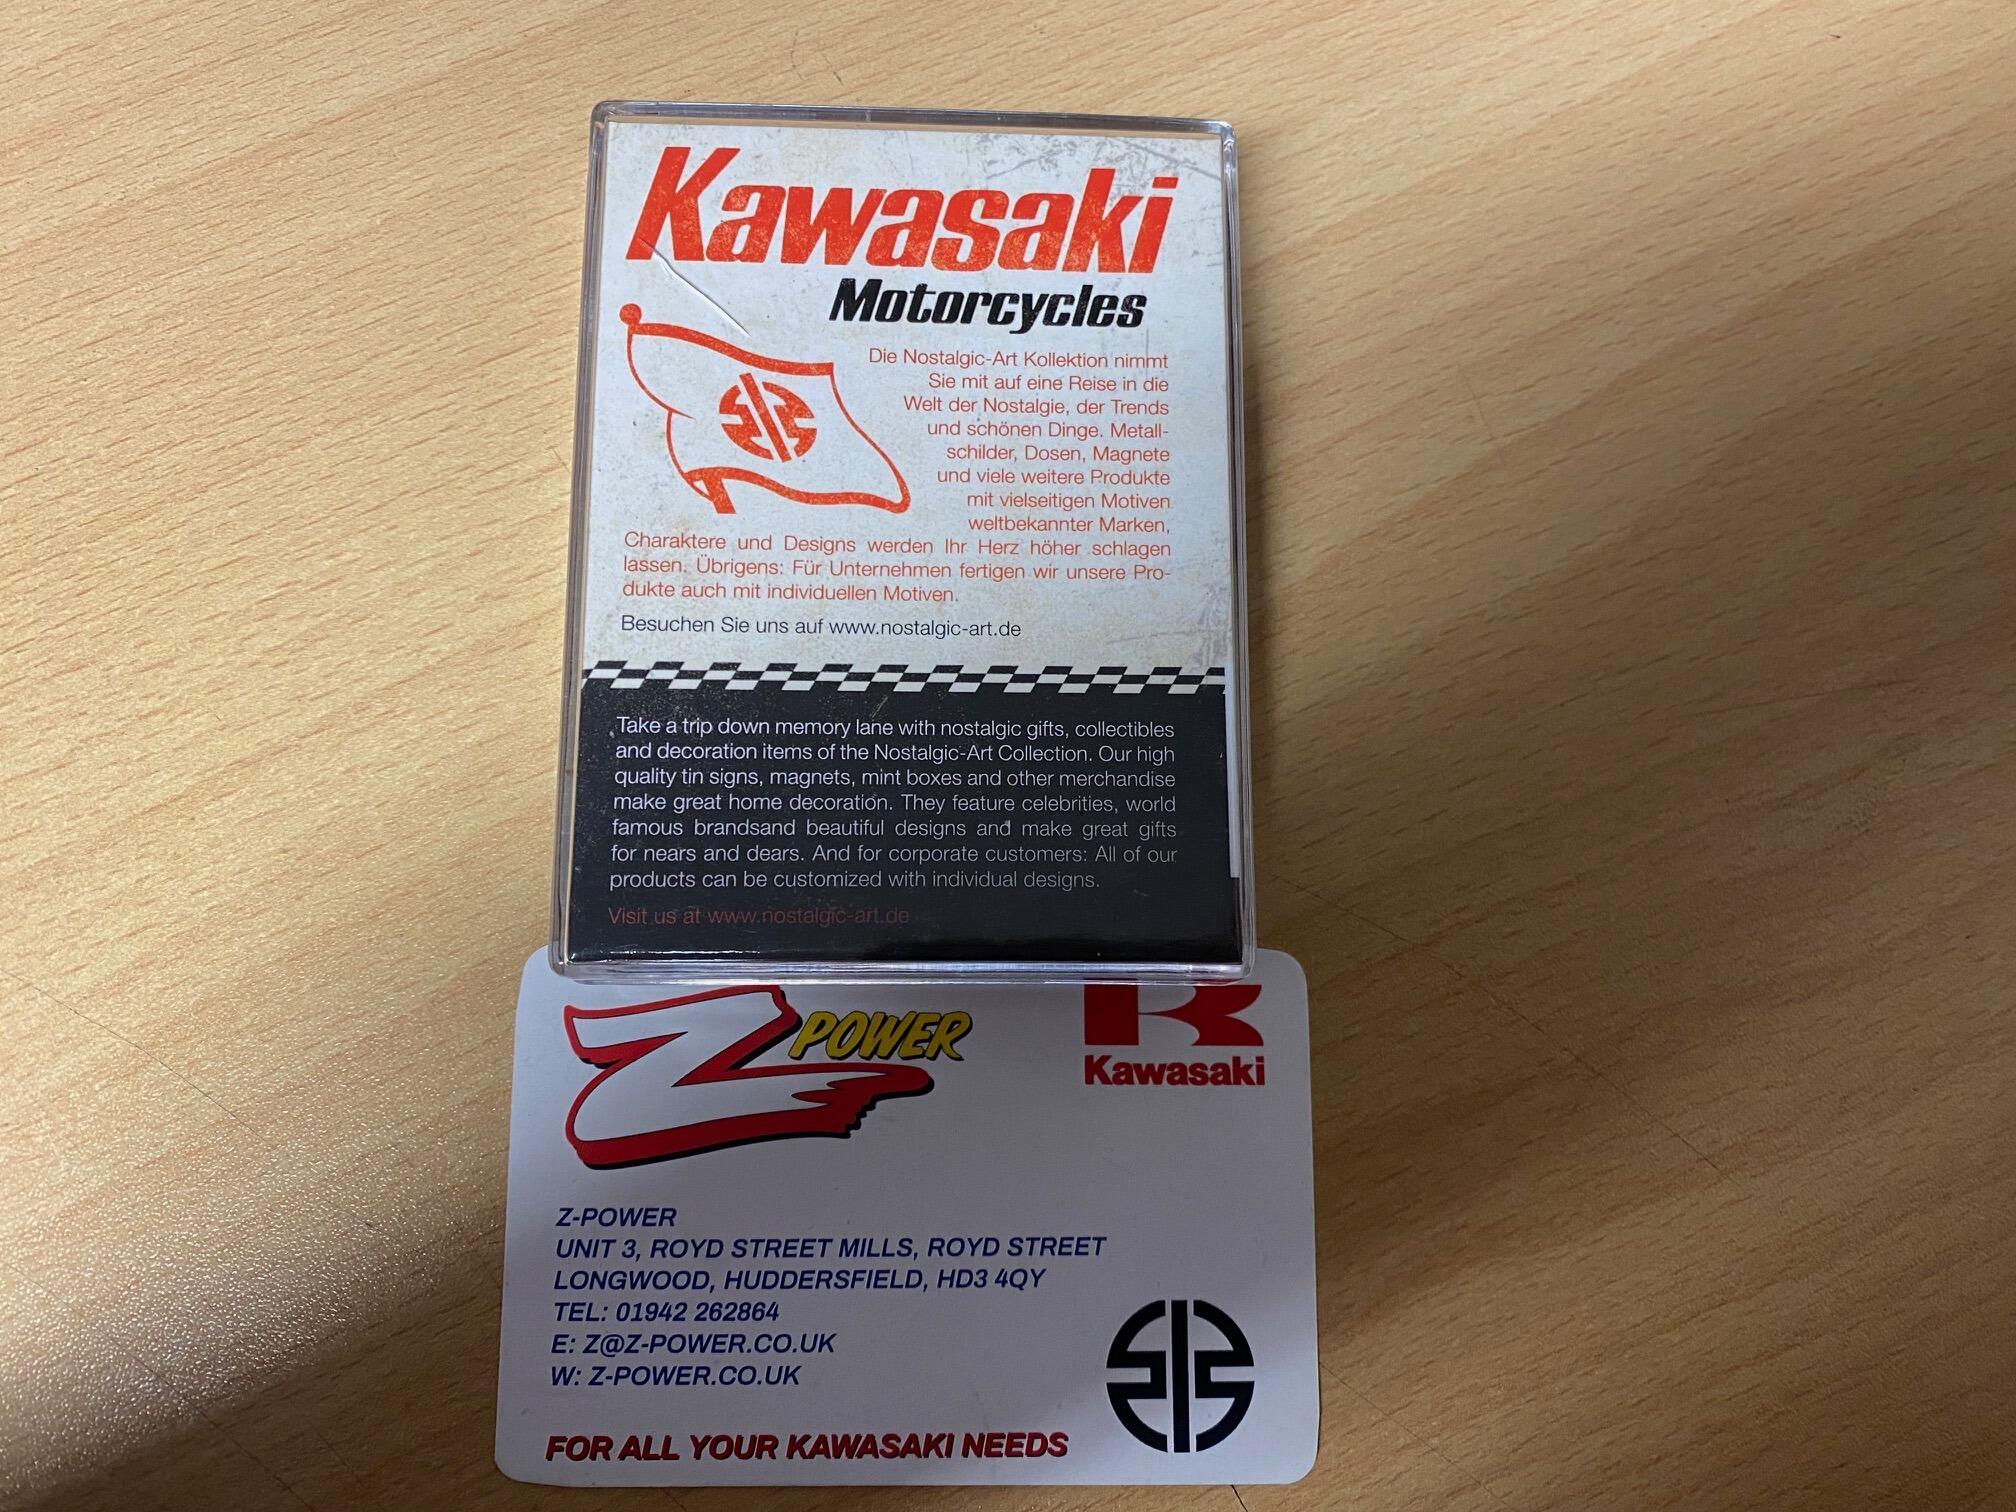 Kawasaki
Motorcycles
Die Nostalgic-Art Kollektion nimmt
Sie mit auf eine Reise in die
Welt der Nostalgie, der Trends
und schönen Dinge. Metall-
schilder, Dosen, Magnete
und viele weitere Produkte
mit vielseitigen Motiven
weltbekannter Marken,
Charaktere und Designs werden Ihr Herz höher schlagen
lassen. Übrigens: Für Unternehmen fertigen wir unsere Pro-
dukte auch mit individuellen Motiven.
Besuchen Sie uns auf www.nostalgic-art.de
Take a trip down memory lane with nostalgic gifts, collectibles
and decoration items of the Nostalgic-Art Collection. Our high
quality tin signs, magnets, mint boxes and other merchandise
make great home decoration. They feature celebrities, world
famous brandsand beautiful designs and make great gifts
for nears and dears. And for corporate customers: All of our
products can be customized with individual designs.
Visit us at www.nostalgic-art.de
Z POWER
Kawasaki
Z-POWER
UNIT 3, ROYD STREET MILLS, ROYD STREET
LONGWOOD, HUDDERSFIELD, HD3 4QY
TEL: 01942 262864
E: Z@Z-POWER.CO.UK
W: Z-POWER.CO.UK
FOR ALL YOUR KAWASAKI NEEDS